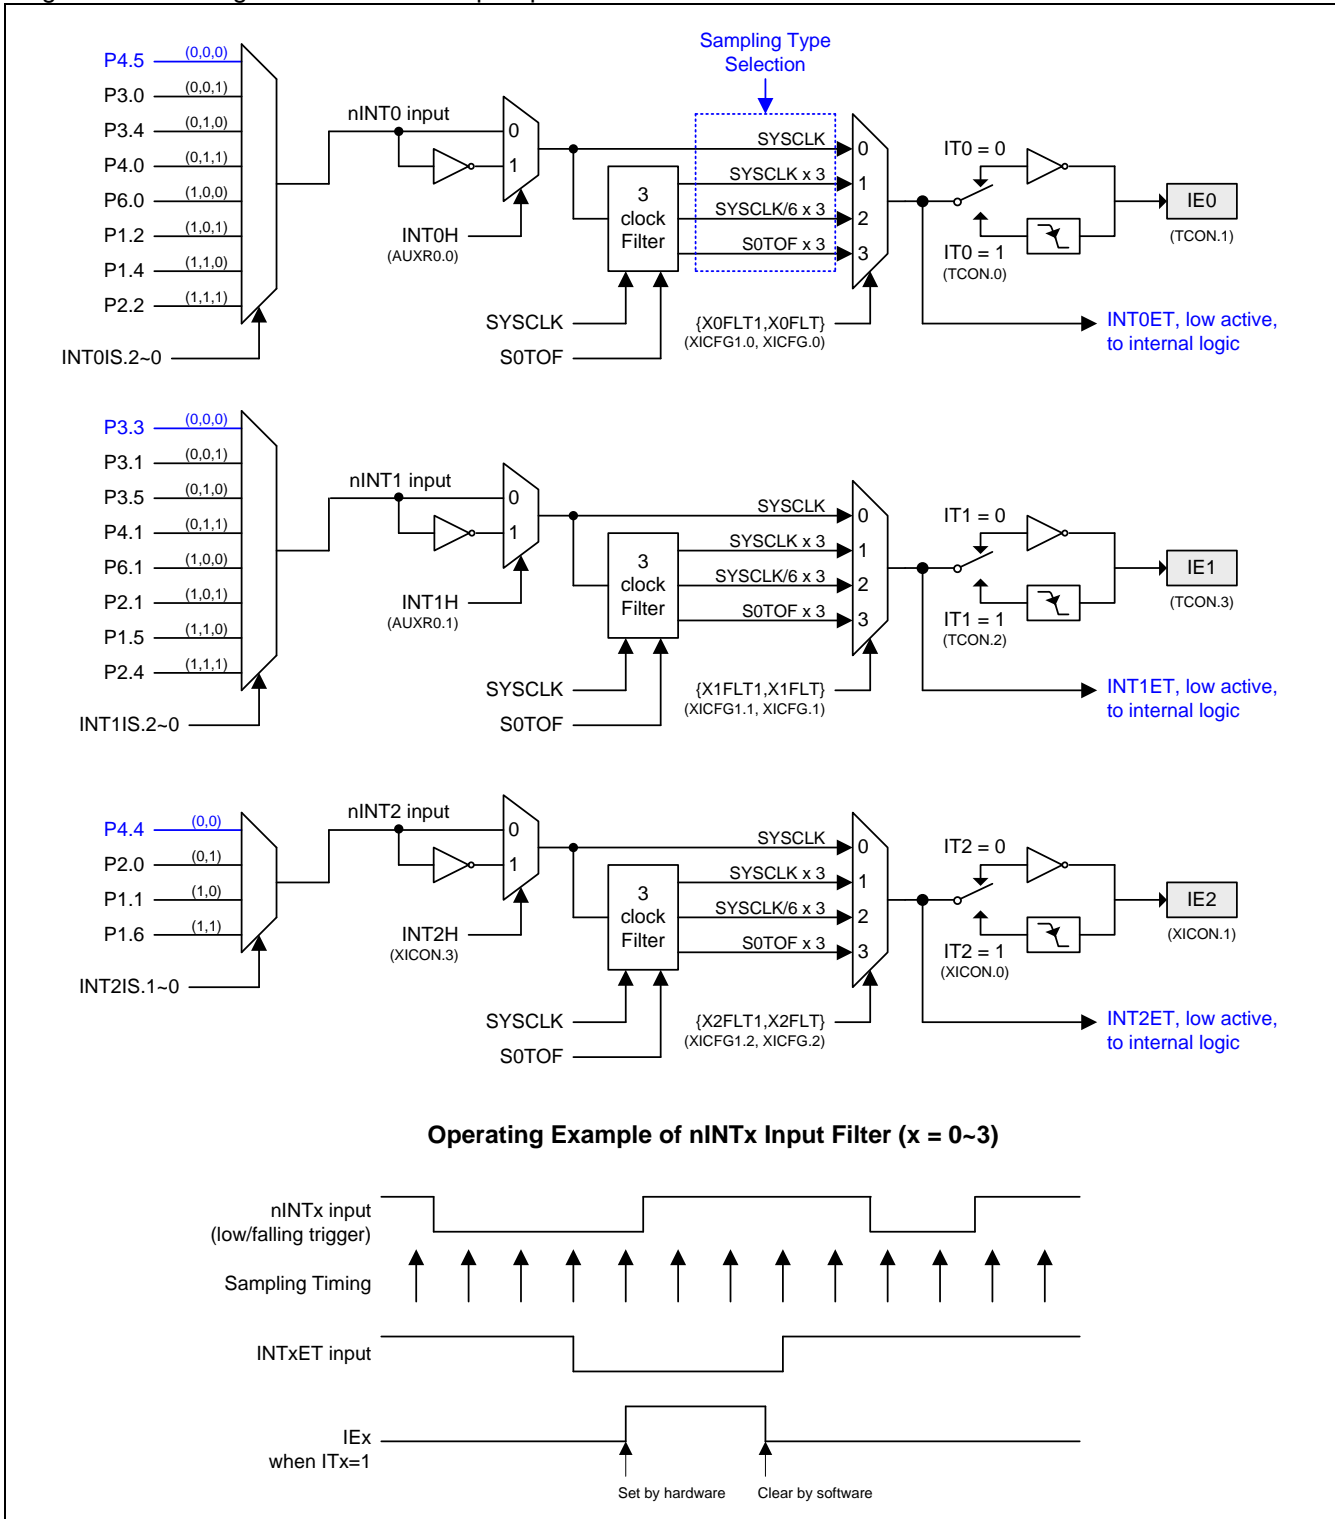 Sampling Type
Selection
P4.5
(0,0,0)
P3.0
(0,0,1)
P3.4
(0,1,0)
P4.0
(0,1,1)
P6.0
(1,0,0)
P1.2
(1,0,1)
P1.4
(1,1,0)
P2.2
(1,1,1)
INT0IS.2~0
nINT0 input
0
1
INT0H
(AUXR0.0)
3
clock
Filter
SYSCLK
S0TOF
SYSCLK
SYSCLK x 3
SYSCLK/6 x 3
S0TOF x 3
0
1
2
3
{X0FLT1,X0FLT}
(XICFG1.0, XICFG.0)
IT0 = 0
IT0 = 1
(TCON.0)
IE0
(TCON.1)
INT0ET, low active,
to internal logic
P3.3
(0,0,0)
P3.1
(0,0,1)
P3.5
(0,1,0)
P4.1
(0,1,1)
P6.1
(1,0,0)
P2.1
(1,0,1)
P1.5
(1,1,0)
P2.4
(1,1,1)
INT1IS.2~0
nINT1 input
0
1
INT1H
(AUXR0.1)
3
clock
Filter
SYSCLK
S0TOF
SYSCLK
SYSCLK x 3
SYSCLK/6 x 3
S0TOF x 3
0
1
2
3
{X1FLT1,X1FLT}
(XICFG1.1, XICFG.1)
IT1 = 0
IT1 = 1
(TCON.2)
IE1
(TCON.3)
INT1ET, low active,
to internal logic
P4.4
(0,0)
P2.0
(0,1)
P1.1
(1,0)
P1.6
(1,1)
INT2IS.1~0
nINT2 input
0
1
INT2H
(XICON.3)
3
clock
Filter
SYSCLK
S0TOF
SYSCLK
SYSCLK x 3
SYSCLK/6 x 3
S0TOF x 3
0
1
2
3
{X2FLT1,X2FLT}
(XICFG1.2, XICFG.2)
IT2 = 0
IT2 = 1
(XICON.0)
IE2
(XICON.1)
INT2ET, low active,
to internal logic
Operating Example of nINTx Input Filter (x = 0~3)
nINTx input
(low/falling trigger)
Sampling Timing
INTxET input
IEx
when ITx=1
Set by hardware
Clear by software